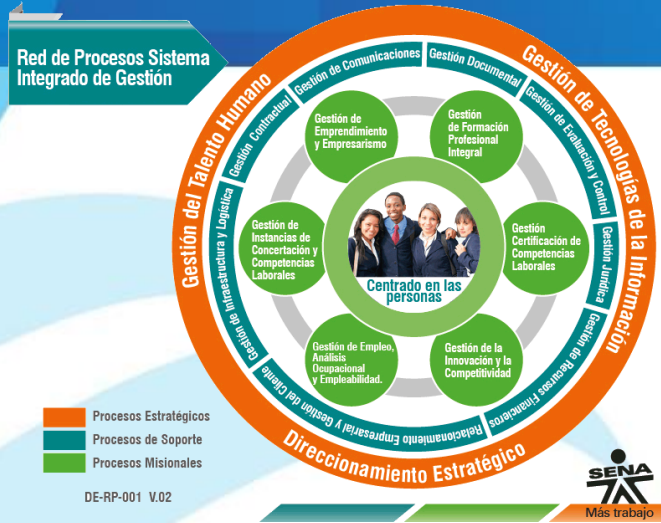 Red de Procesos Sistema
Integrado de Gestión
Gestión del Talento Humano
Gestión de Tecnologías de la Información
Direccionamiento Estratégico
Gestión de Comunicaciones
Gestión Documental
Gestión de Evaluación y Control
Gestión Jurídica
Gestión de Recursos Financieros
Relacionamiento Empresarial y Gestión del Cliente
Gestión de Infraestructura y Logística
Gestión Contractual
Gestión de
Emprendimiento
y Empresarismo
Gestión
de Formación
Profesional
Integral
Gestión de
Instancias de
Concertación y
Competencias
Laborales
Gestión
Certificación de
Competencias
Laborales
Centrado en las
personas
Gestión de Empleo,
Análisis
Ocupacional
y Empleabilidad.
Gestión de la
Innovación y la
Competitividad
Procesos Estratégicos
Procesos de Soporte
Procesos Misionales
DE-RP-001 V.02
SENA
Más trabajo